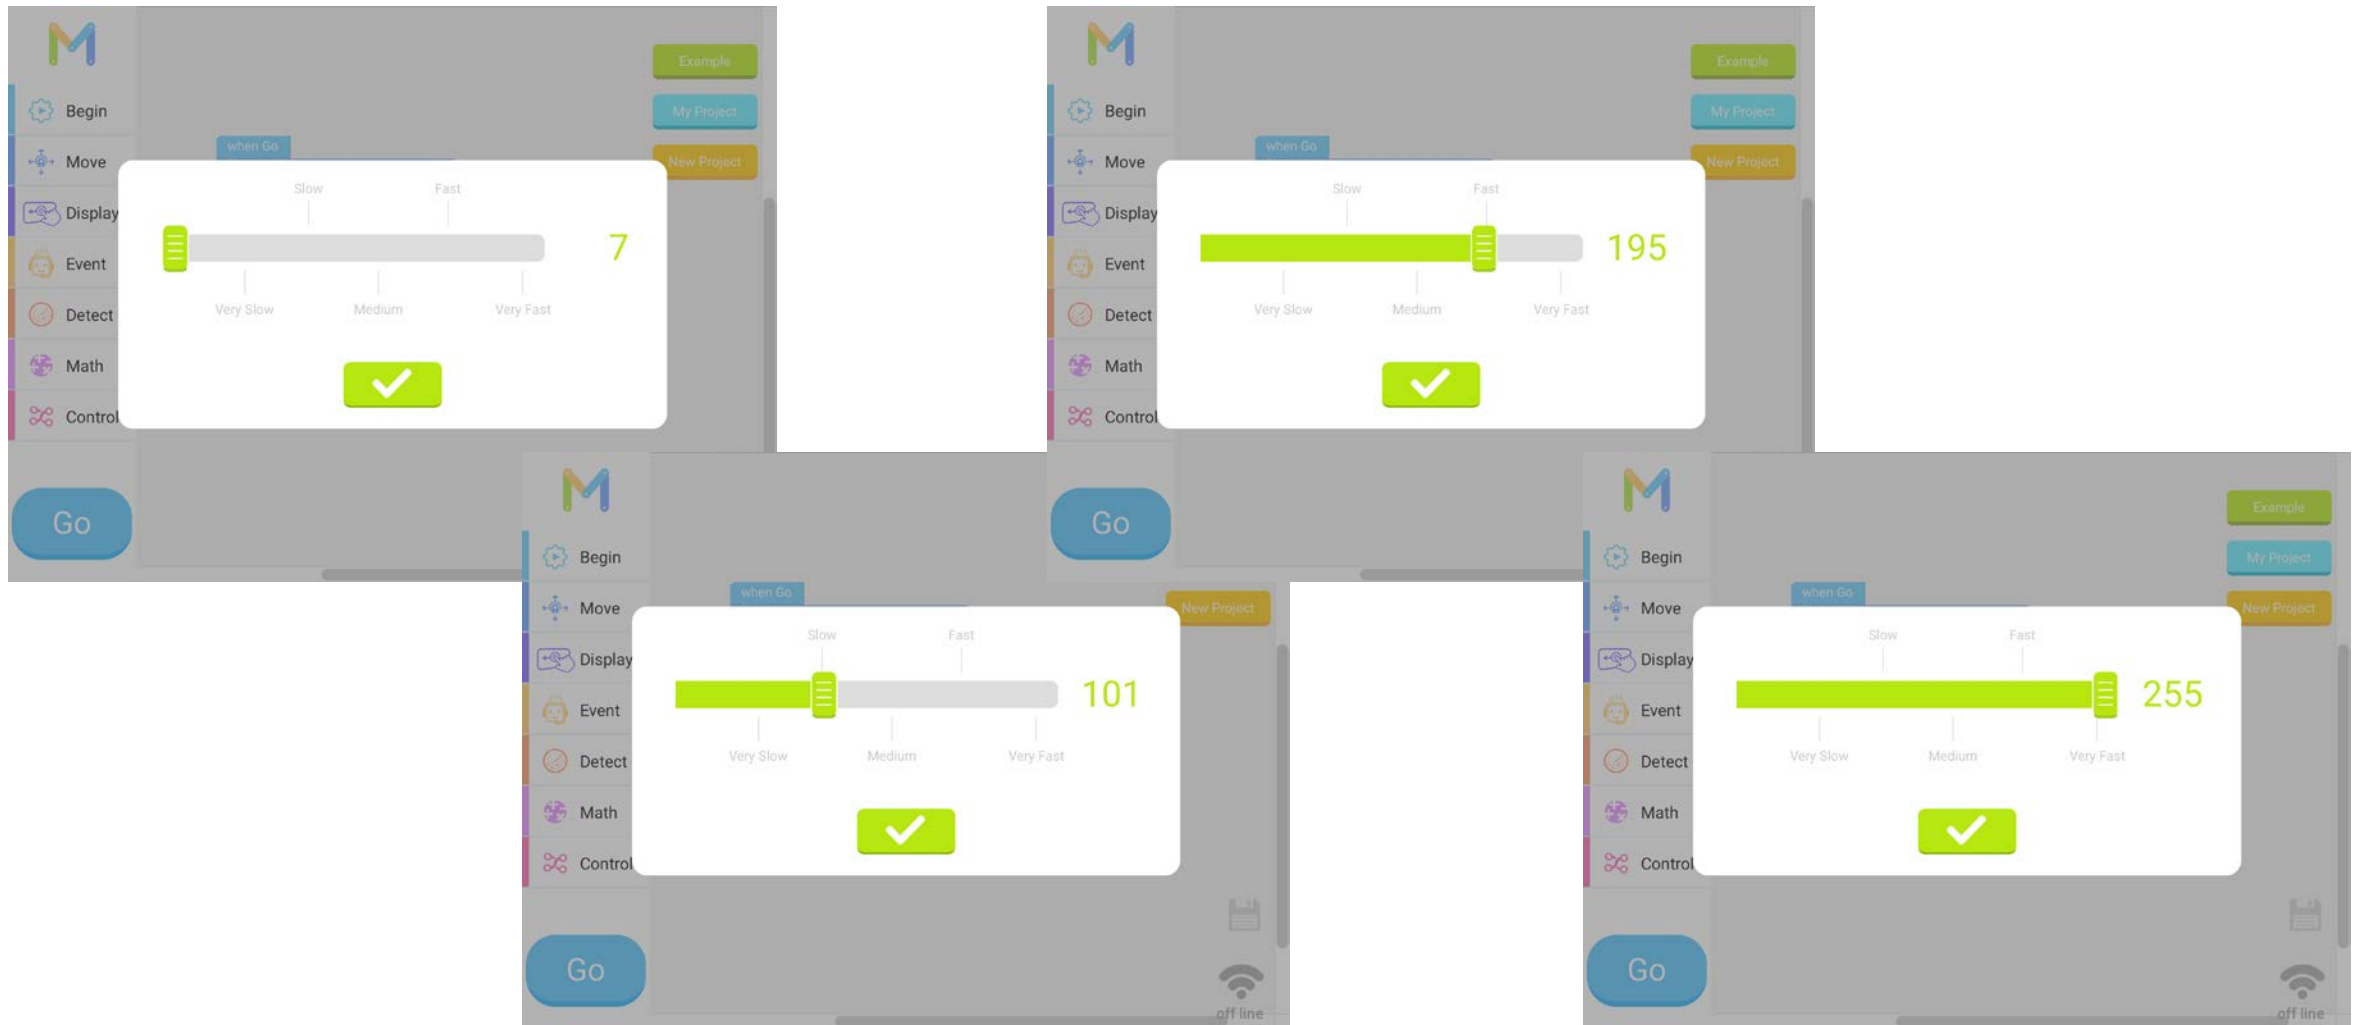 M
Example
Begin
My Project
when Go
Move
New Project
Slow
Fast
Display
7
Event
Very Slow
Medium
Very Fast
Detect
Math
Control
Go
M
Example
Begin
My Project
when Go
Move
New Project
Slow
Fast
Display
195
Event
Very Slow
Medium
Very Fast
Detect
Math
Control
Go
M
Begin
when Go
Move
New Project
Slow
Fast
Display
101
Event
Very Slow
Medium
Very Fast
Detect
Math
Control
Go
off line
M
Example
Begin
My Project
when Go
Move
New Project
Slow
Fast
Display
255
Event
Very Slow
Medium
Very Fast
Detect
Math
Control
Go
off line